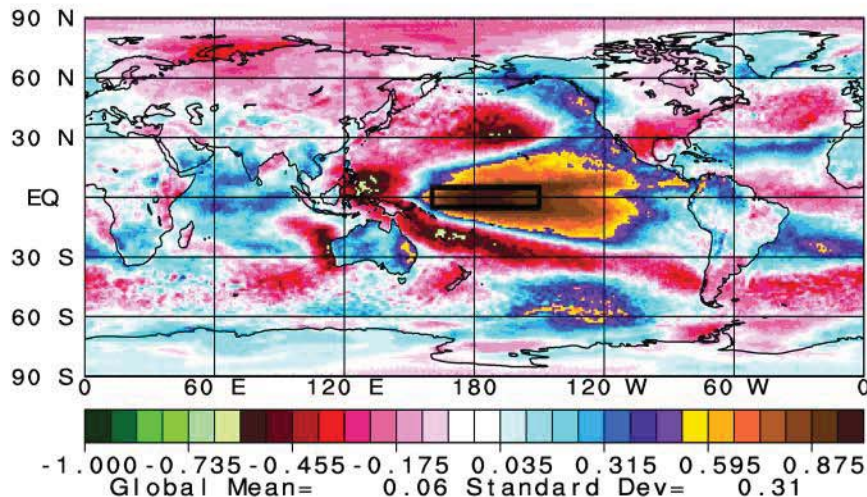 90 N
60 N
30 N
EQ
30 S
60 S
90 S
0 60 E 120 E 180 120 W 60 W 0
-1.000 -0.735 -0.455 -0.175 0.035 0.315 0.595 0.875
Global Mean= 0.06 Standard Dev= 0.31